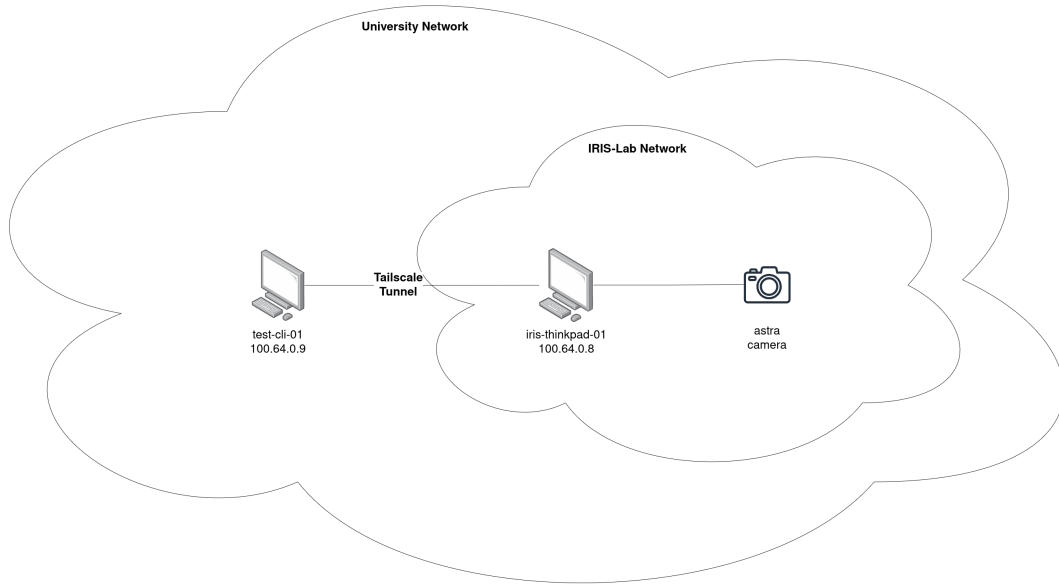 University Network
IRIS-Lab Network
Tailscale
Tunnel
test-cli-01
100.64.0.9
iris-thinkpad-01
100.64.0.8
astra
camera